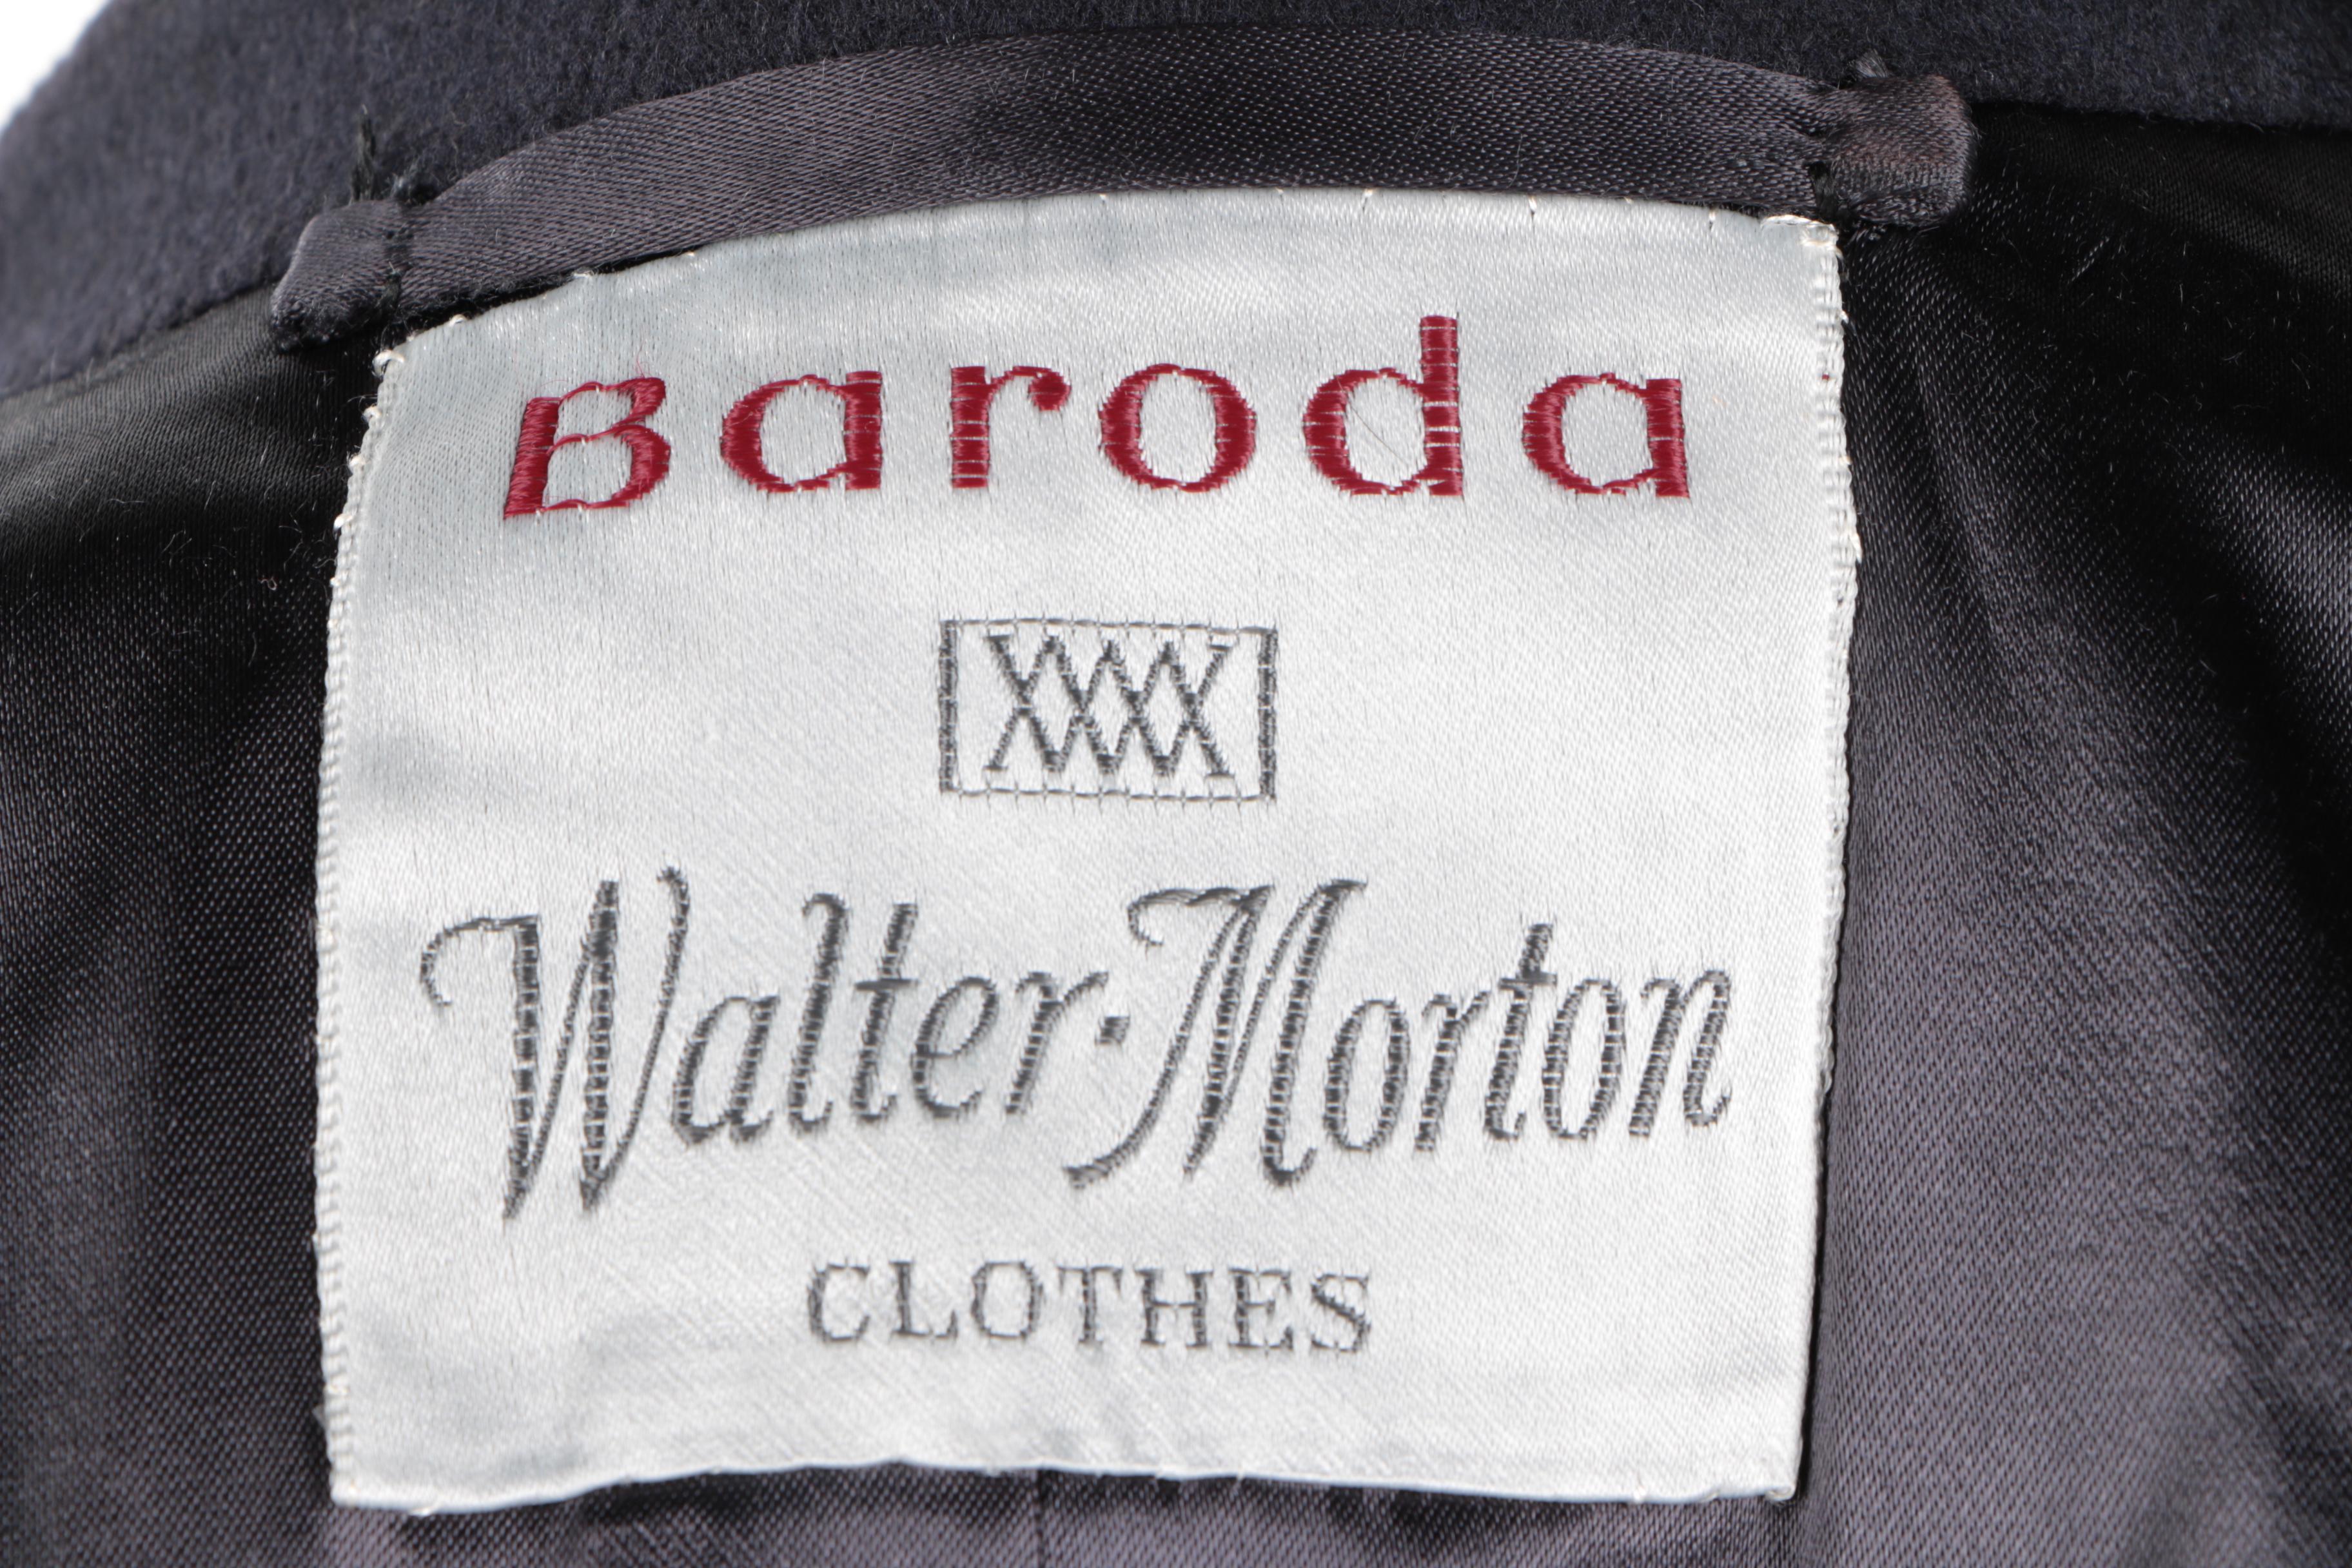 Baroda
XXXX
Walter·Morton
CLOTHES